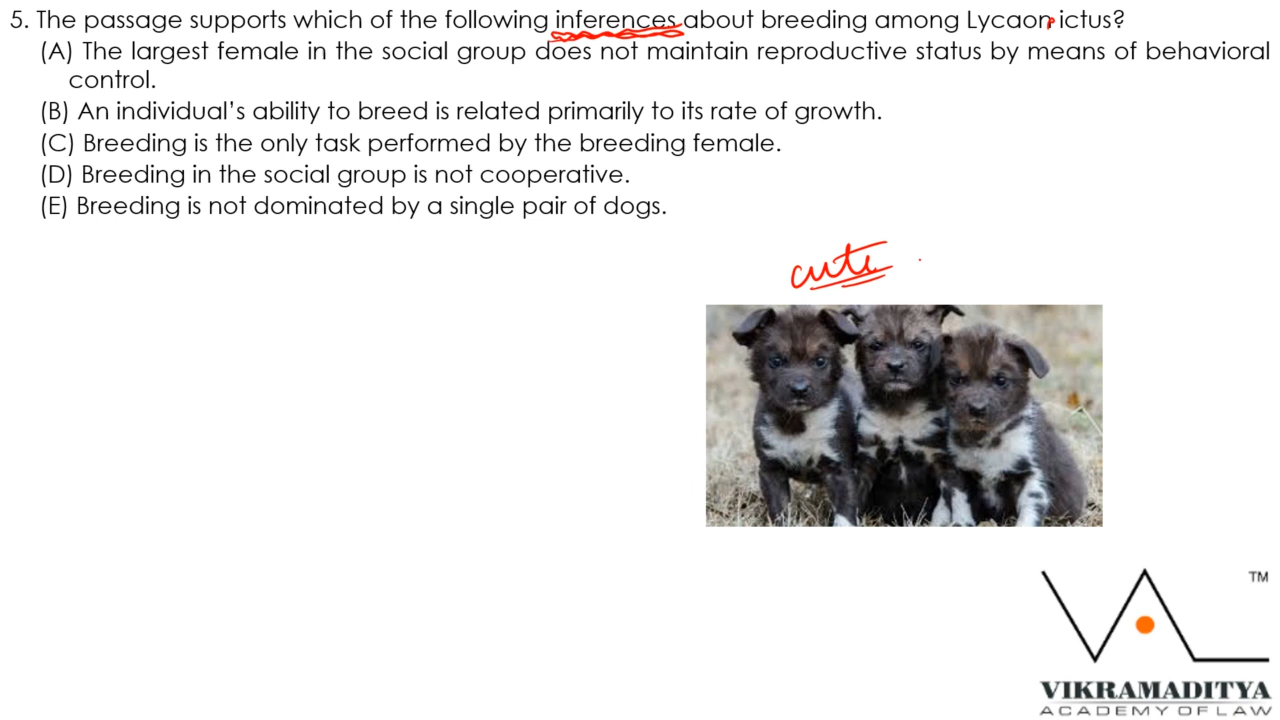 5. The passage supports which of the following inferences about breeding among Lycaon pictus?
(A) The largest female in the social group does not maintain reproductive status by means of behavioral
control.
(B) An individual’s ability to breed is related primarily to its rate of growth.
(C) Breeding is the only task performed by the breeding female.
(D) Breeding in the social group is not cooperative.
(E) Breeding is not dominated by a single pair of dogs.
cute
TM
VIKRAMADITYA
ACADEMY OF LAW